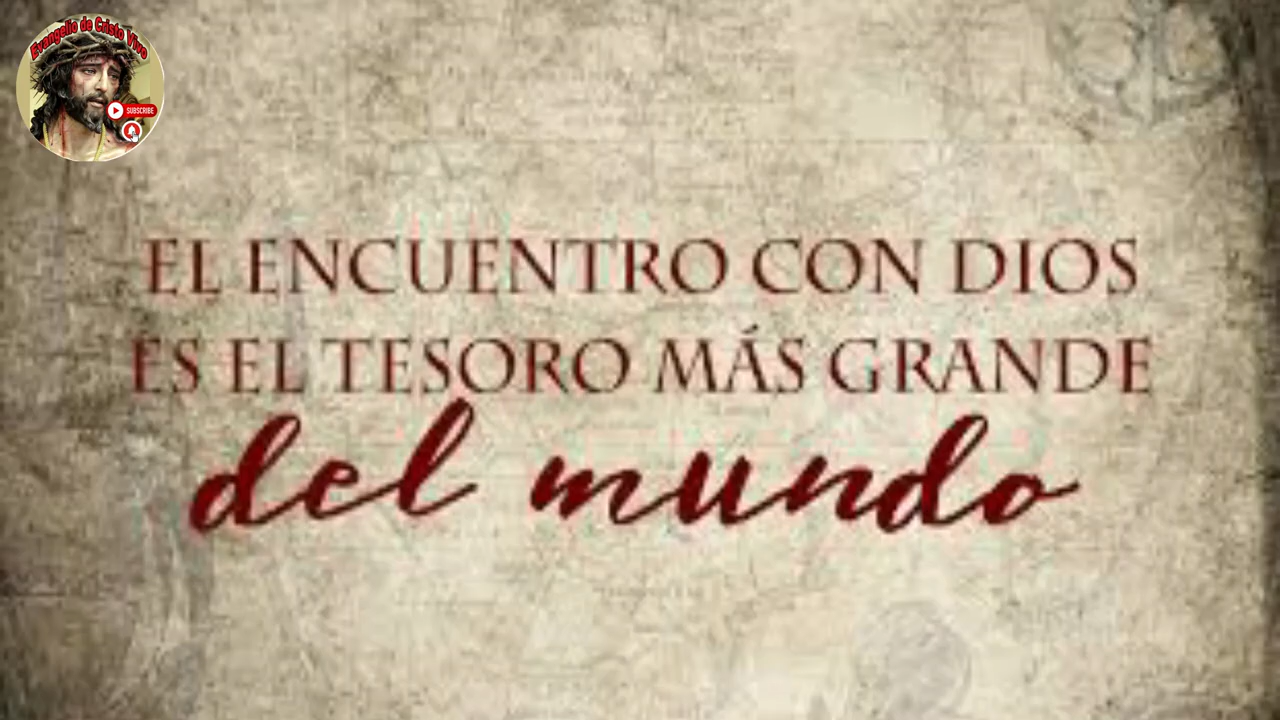 Evangelio de Cristo Vivo
SUBSCRIBE
EL ENCUENTRO CON DIOS
ES EL TESORO MÁS GRANDE
del mundo